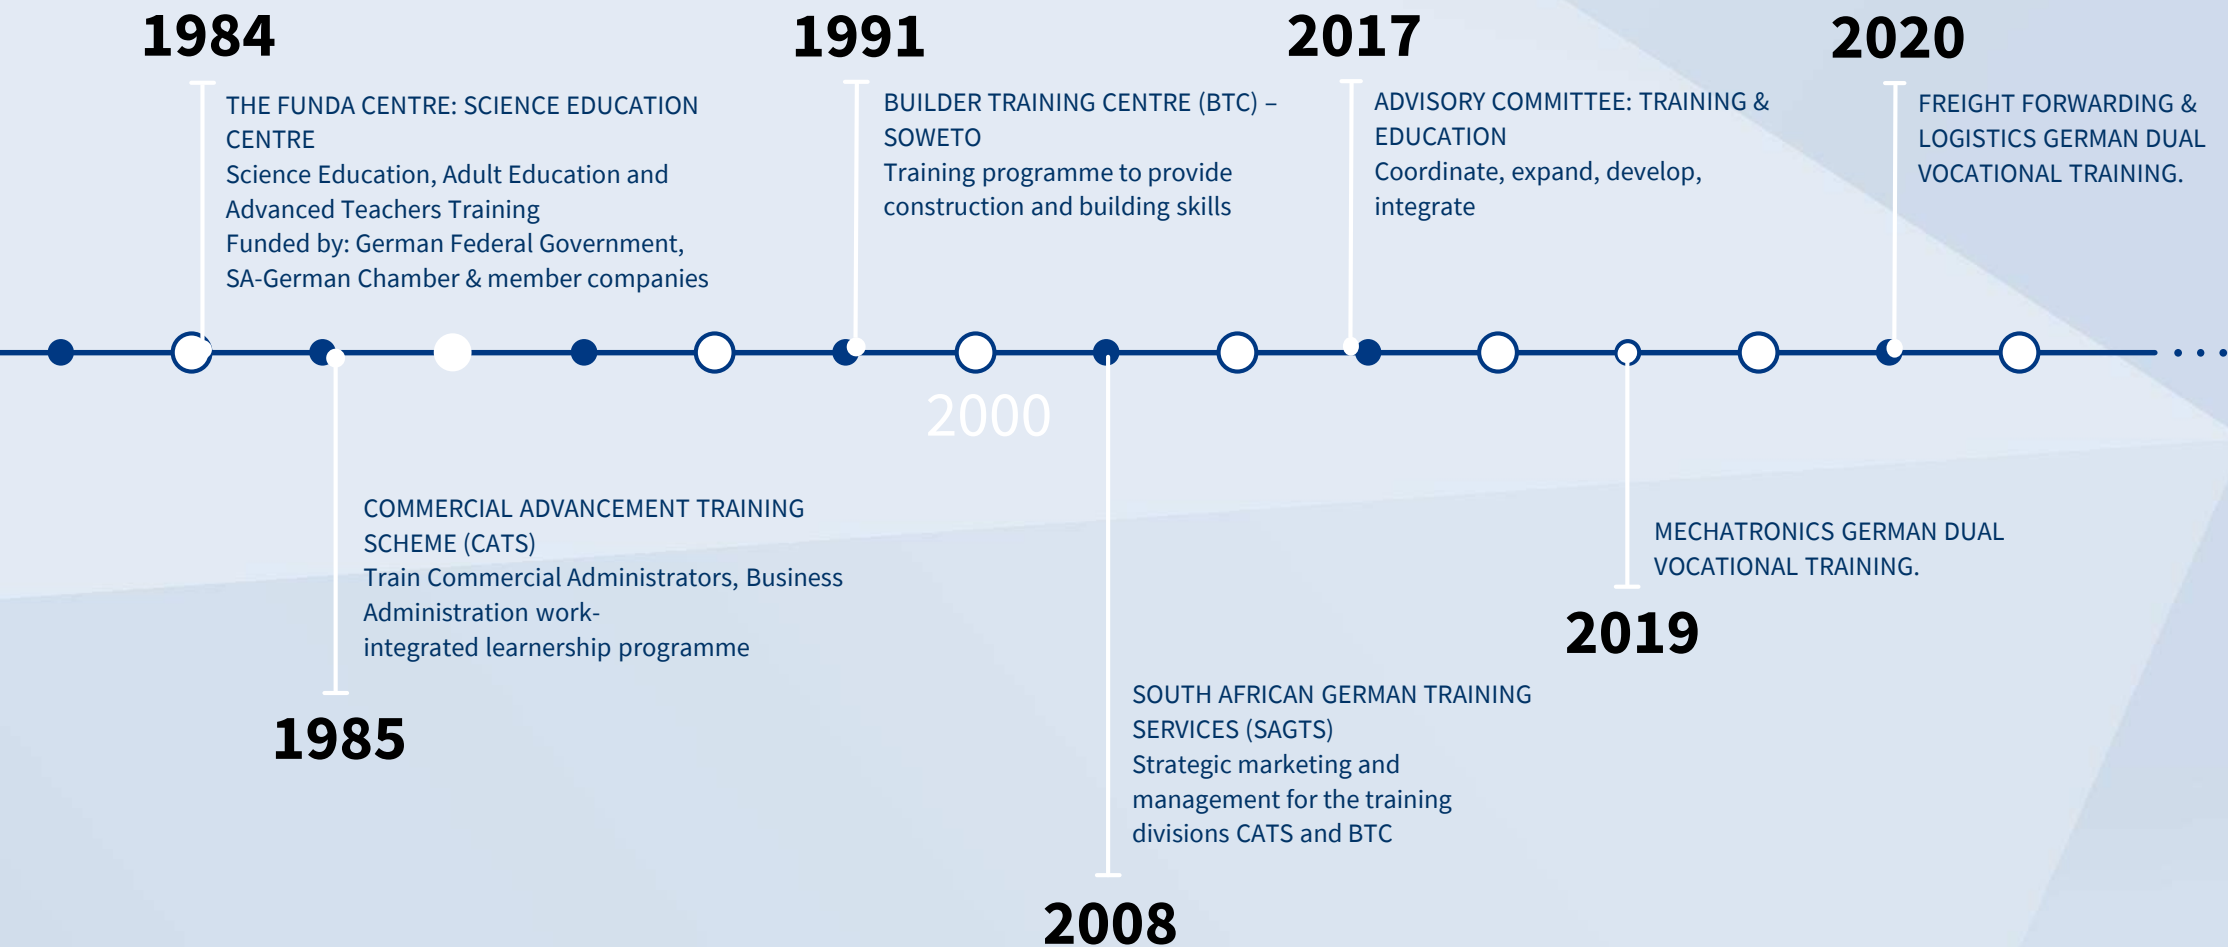 1984
THE FUNDA CENTRE: SCIENCE EDUCATION
CENTRE
Science Education, Adult Education and
Advanced Teachers Training
Funded by: German Federal Government,
SA-German Chamber & member companies
1991
BUILDER TRAINING CENTRE (BTC) –
SOWETO
Training programme to provide
construction and building skills
2017
ADVISORY COMMITTEE: TRAINING &
EDUCATION
Coordinate, expand, develop,
integrate
2020
FREIGHT FORWARDING &
LOGISTICS GERMAN DUAL
VOCATIONAL TRAINING.
2000
COMMERCIAL ADVANCEMENT TRAINING
SCHEME (CATS)
Train Commercial Administrators, Business
Administration work-
integrated learnership programme
1985
SOUTH AFRICAN GERMAN TRAINING
SERVICES (SAGTS)
Strategic marketing and
management for the training
divisions CATS and BTC
2008
MECHATRONICS GERMAN DUAL
VOCATIONAL TRAINING.
2019